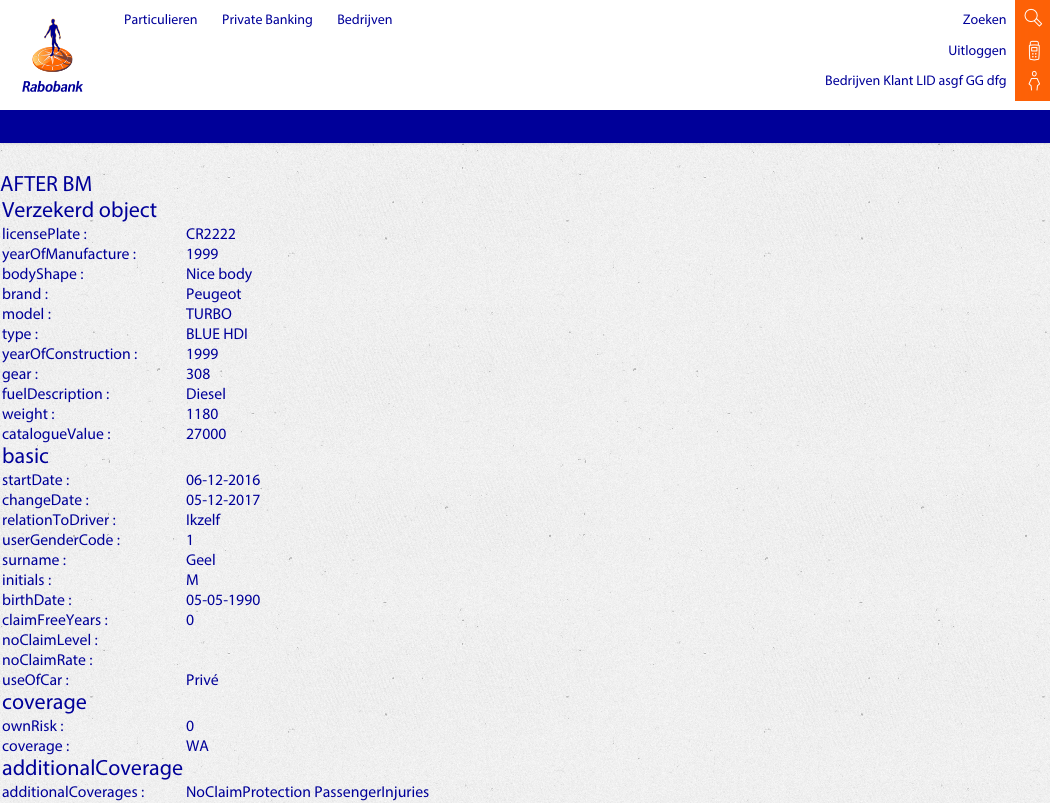 Particulieren Private Banking Bedrijven Zoeken
Uitloggen
Bedrijven Klant LID asgf GG dfg
Rabobank
AFTER BM
Verzekerd object
licensePlate : CR2222
yearOfManufacture : 1999
bodyShape : Nice body
brand : Peugeot
model : TURBO
type : BLUE HDI
yearOfConstruction : 1999
gear : 308
fuelDescription : Diesel
weight : 1180
catalogueValue : 27000
basic
startDate : 06-12-2016
changeDate : 05-12-2017
relationToDriver : Ikzelf
userGenderCode : 1
surname : Geel
initials : M
birthDate : 05-05-1990
claimFreeYears : 0
noClaimLevel :
noClaimRate :
useOfCar : Privé
coverage
ownRisk : 0
coverage : WA
additionalCoverage
additionalCoverages : NoClaimProtection PassengerInjuries